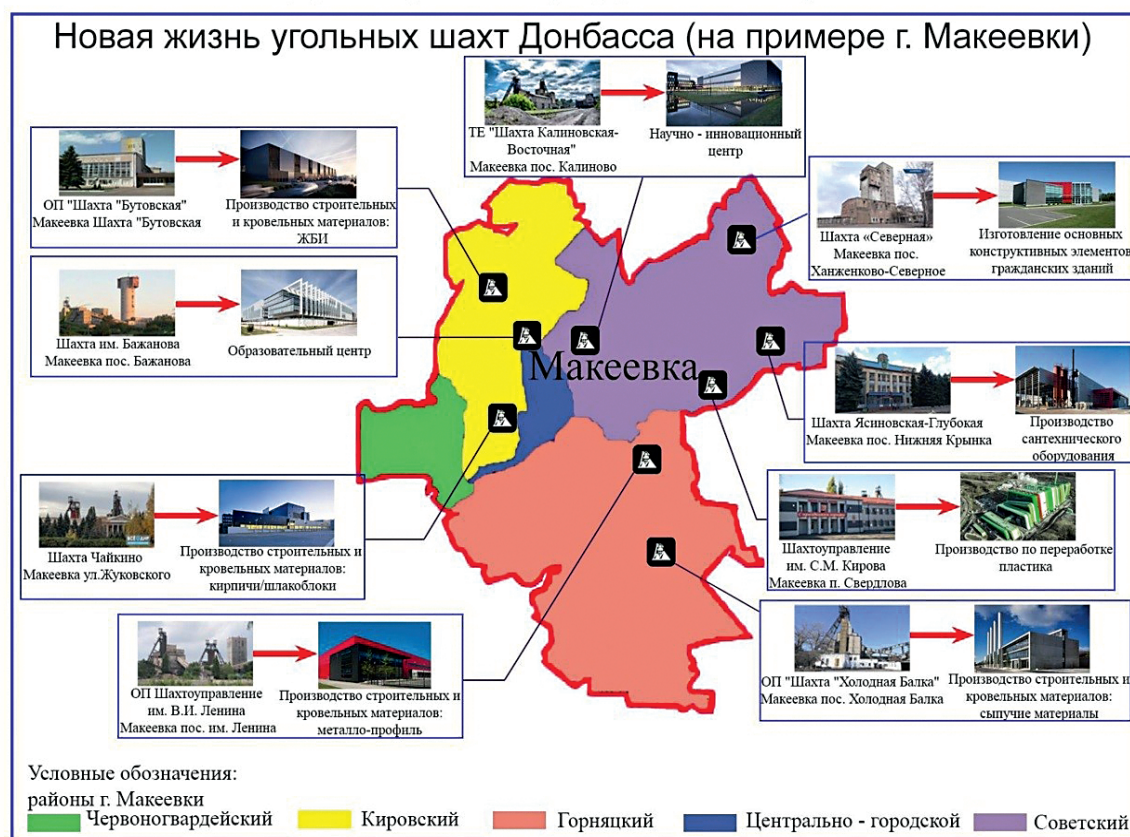 Новая жизнь угольных шахт Донбасса (на примере г. Макеевки)
ТЕ "Шахта Калиновская-
Восточная"
Макеевка пос. Калиново
Научно - инновационный
центр
ОП "Шахта "Бутовская"
Макеевка Шахта "Бутовская
Производство строительных
и кровельных материалов:
ЖБИ
Шахта «Северная»
Макеевка пос.
Ханженково-Северное
Изготовление основных
конструктивных элементов
гражданских зданий
Шахта им. Бажанова
Макеевка пос. Бажанова
Образовательный центр
Макеевка
Шахта Ясиновская-Глубокая
Макеевка пос. Нижняя Крынка
Производство
сантехнического
оборудования
Шахта Чайкино
Макеевка ул.Жуковского
Производство строительных и
кровельных материалов:
кирпичи/шлакоблоки
Шахтоуправление
им. С.М. Кирова
Макеевка п. Свердлова
Производство по переработке
пластика
ОП Шахтоуправление
им. В.И. Ленина
Макеевка пос. им. Ленина
Производство строительных и
кровельных материалов:
металло-профиль
ОП "Шахта "Холодная Балка"
Макеевка пос. Холодная Балка
Производство строительных и
кровельных материалов:
сыпучие материалы
Условные обозначения:
районы г. Макеевки
Червоногвардейский
Кировский
Горняцкий
Центрально - городской
Советский